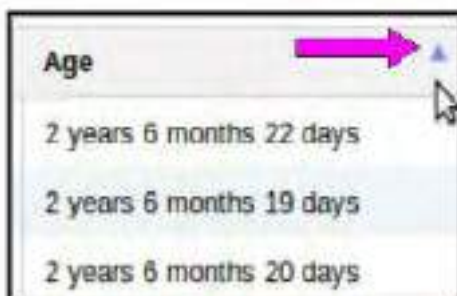 Age
2 years 6 months 22 days
2 years 6 months 19 days
2 years 6 months 20 days